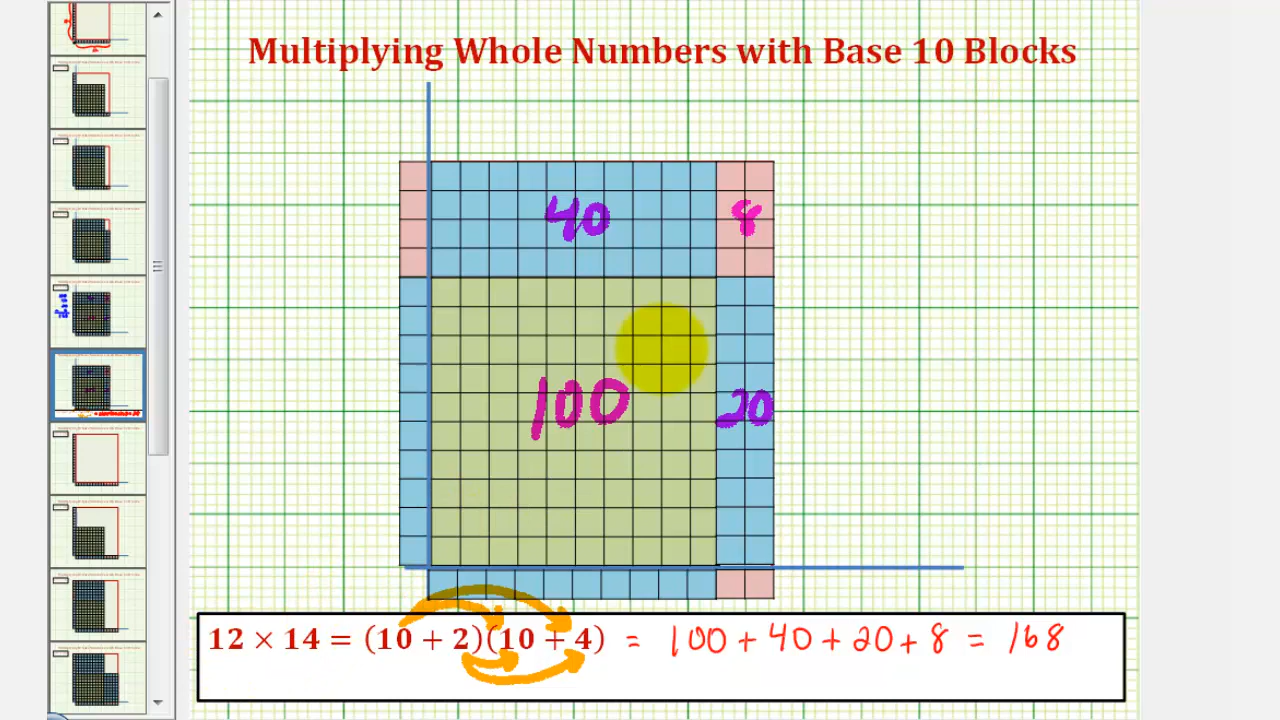 Multiplying Whole Numbers with Base 10 Blocks
40 8
100 20
12 × 14 = (10 + 2)(10 + 4) = 100 + 40 + 20 + 8 = 168